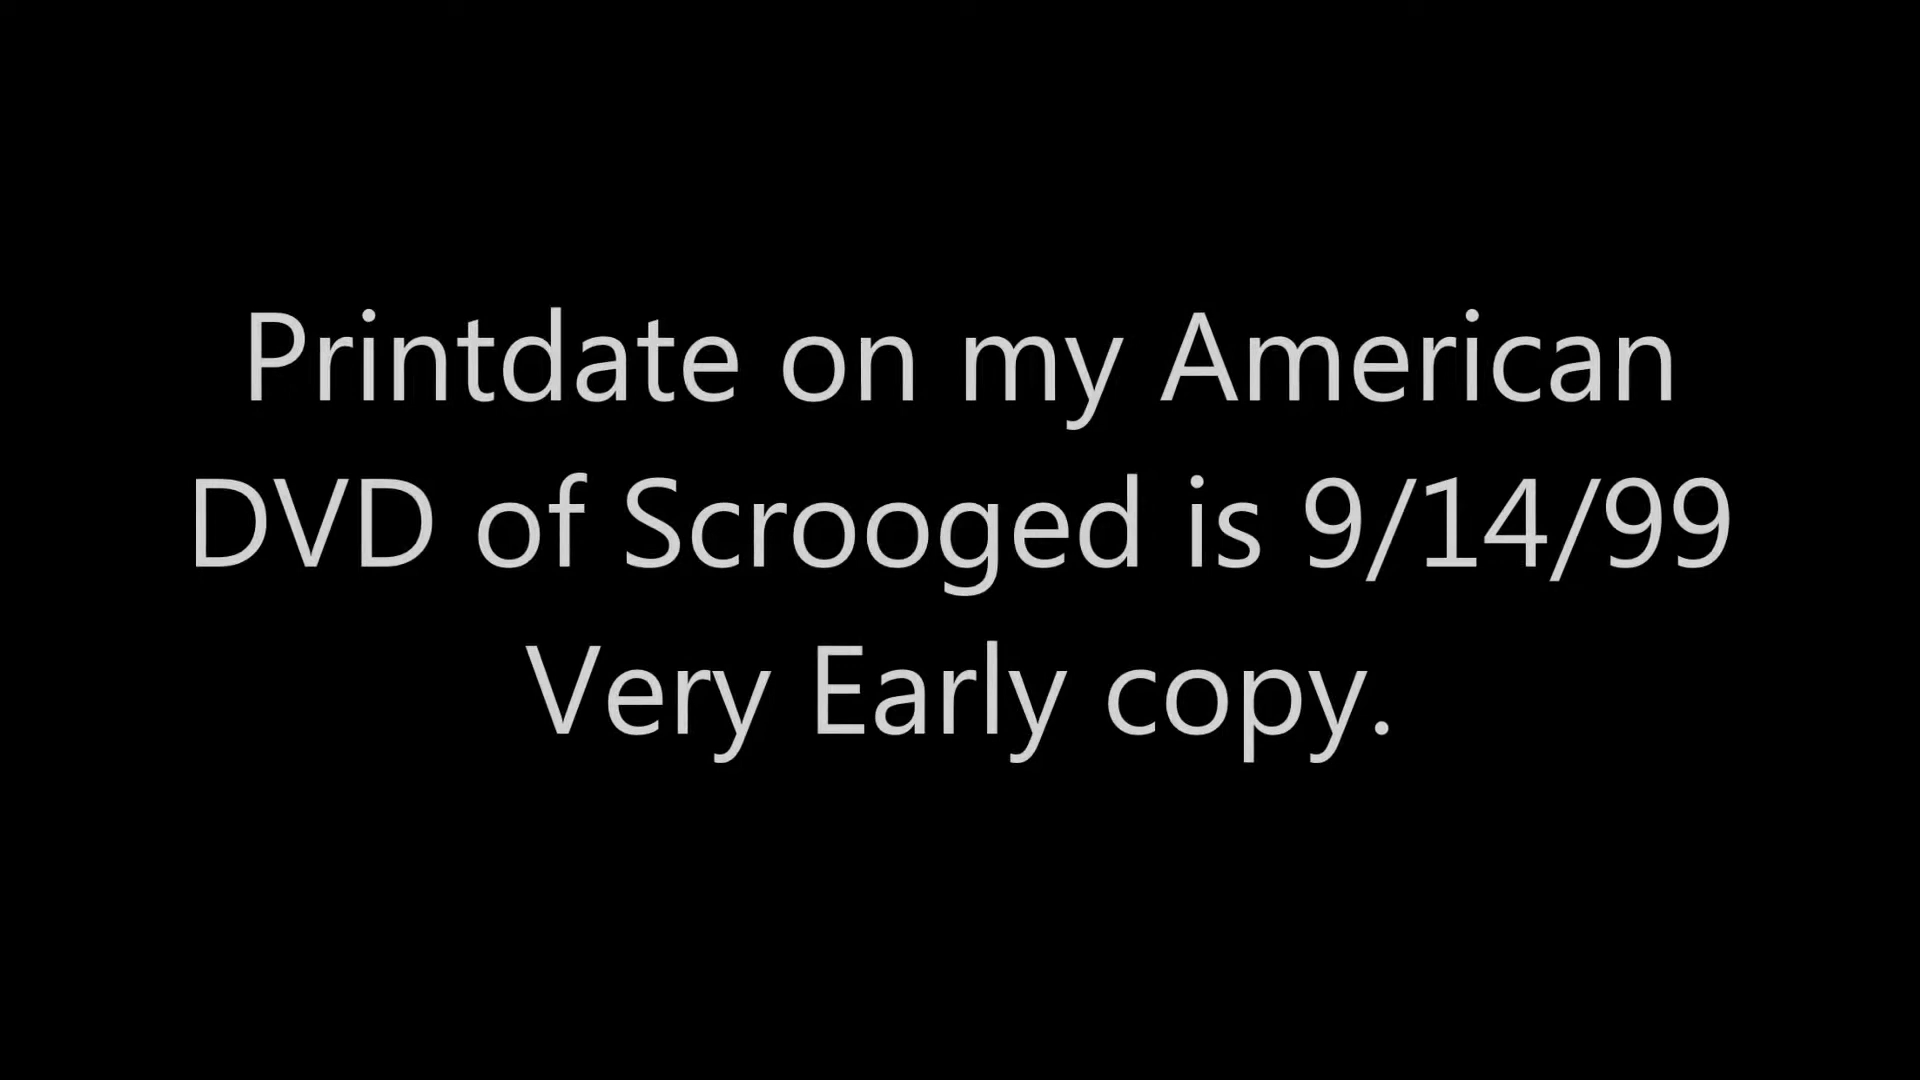 Printdate on my American
DVD of Scrooged is 9/14/99
Very Early copy.